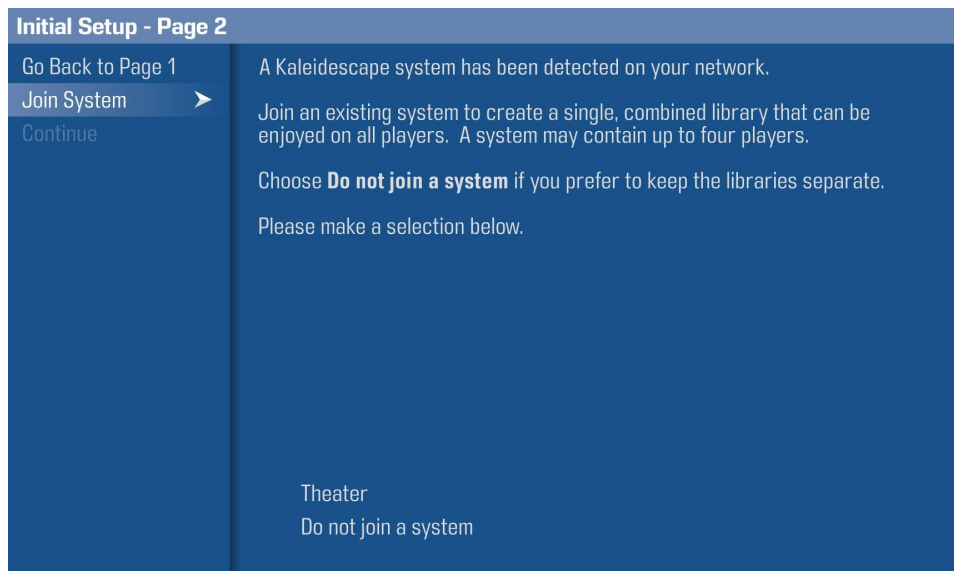 Initial Setup - Page 2
Go Back to Page 1
Join System
Continue
A Kaleidescape system has been detected on your network.
Join an existing system to create a single, combined library that can be
enjoyed on all players. A system may contain up to four players.
Choose Do not join a system if you prefer to keep the libraries separate.
Please make a selection below.
Theater
Do not join a system